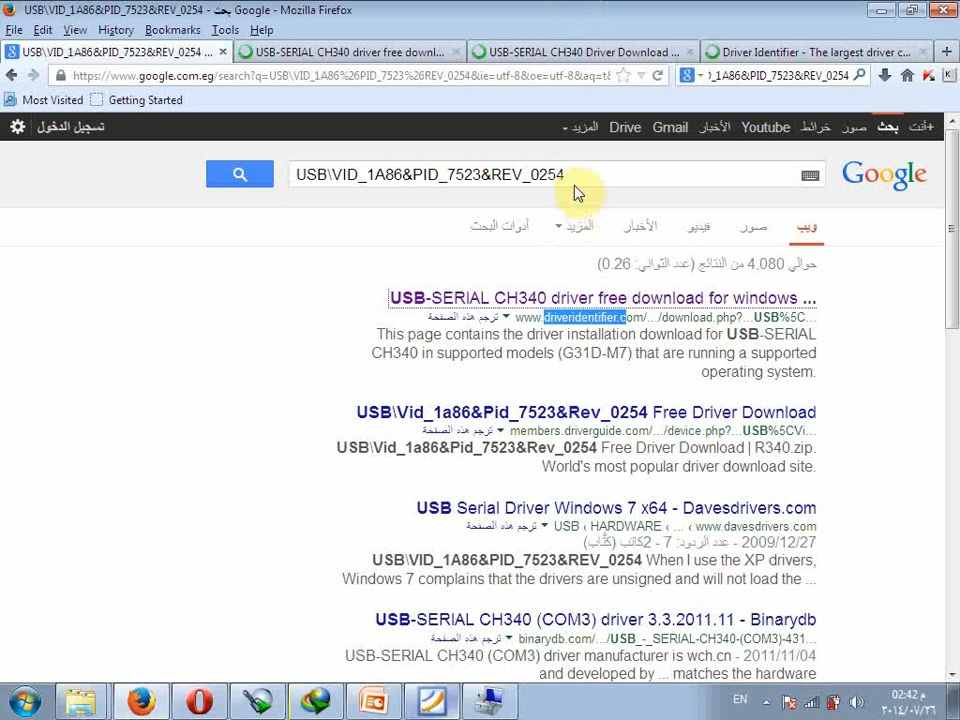 USB\VID_1A86&PID_7523&REV_0254 - بحث Google - Mozilla Firefox
File Edit View History Bookmarks Tools Help
USB\VID_1A86&PID_7523&REV_0254 ...
USB-SERIAL CH340 driver free downl...
USB-SERIAL CH340 Driver Download ...
Driver Identifier - The largest driver c...
https://www.google.com.eg/search?q=USB\VID_1A86%26PID_7523%26REV_0254&ie=utf-8&oe=utf-8&aq=t&
_1A86&PID_7523&REV_0254
Most Visited Getting Started
+أنت بحث صور خرائط Youtube الأخبار Gmail Drive المزيد
تسجيل الدخول
USB\VID_1A86&PID_7523&REV_0254
Google
ويب صور فيديو الأخبار المزيد أدوات البحث
حوالي 4,080 من النتائج (عدد الثواني: 0.26)
USB-SERIAL CH340 driver free download for windows ...
www.driveridentifier.com/.../download.php?...USB%5C... ترجم هذه الصفحة
This page contains the driver installation download for USB-SERIAL
CH340 in supported models (G31D-M7) that are running a supported
operating system.
USB\Vid_1a86&Pid_7523&Rev_0254 Free Driver Download
members.driverguide.com/.../device.php?...USB%5CVi... ترجم هذه الصفحة
USB\Vid_1a86&Pid_7523&Rev_0254 Free Driver Download | R340.zip.
World's most popular driver download site.
USB Serial Driver Windows 7 x64 - Davesdrivers.com
www.davesdrivers.com › ... › HARDWARE › USB ترجم هذه الصفحة
2009/12/27 - عدد الردود: 7 - 2كاتب (كُتَّاب)
USB\VID_1A86&PID_7523&REV_0254 When I use the XP drivers,
Windows 7 complains that the drivers are unsigned and will not load the ...
USB-SERIAL CH340 (COM3) driver 3.3.2011.11 - Binarydb
binarydb.com/.../USB_-_SERIAL-CH340-(COM3)-431... ترجم هذه الصفحة
2011/11/04 - USB-SERIAL CH340 (COM3) driver manufacturer is wch.cn
and developed by ... matches the hardware
EN
02:42 م
٢٠١٤/٠٧/٢٦